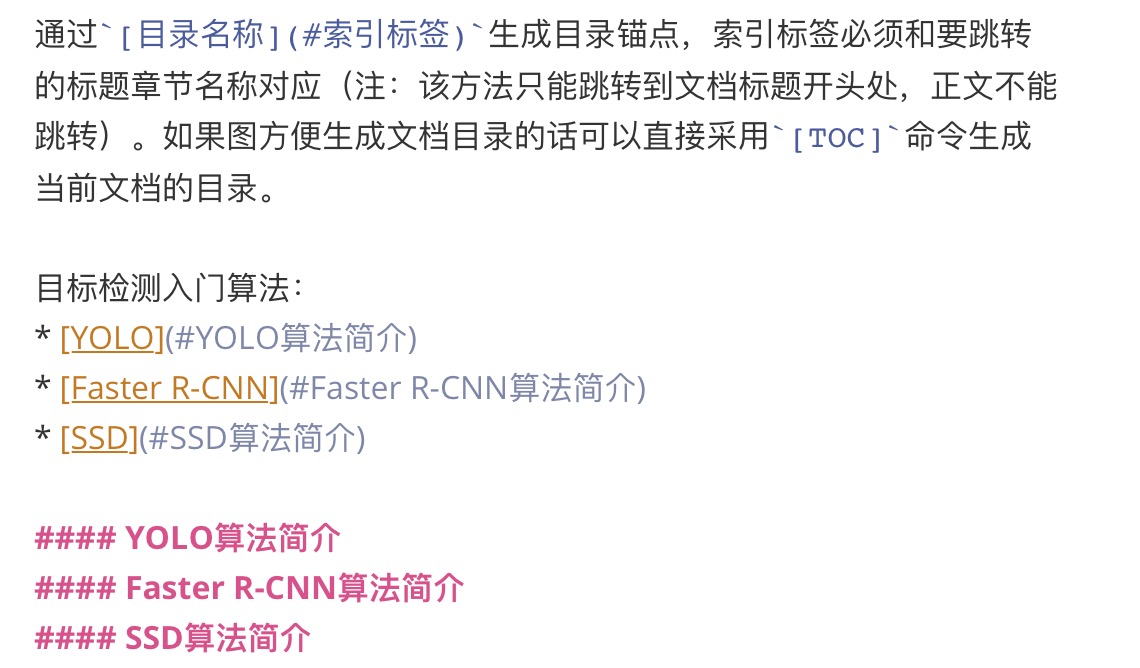 通过`[目录名称](#索引标签)`生成目录锚点，索引标签必须和要跳转
的标题章节名称对应（注：该方法只能跳转到文档标题开头处，正文不能
跳转）。如果图方便生成文档目录的话可以直接采用`[TOC]`命令生成
当前文档的目录。
目标检测入门算法：
* [YOLO](#YOLO算法简介)
* [Faster R-CNN](#Faster R-CNN算法简介)
* [SSD](#SSD算法简介)
#### YOLO算法简介
#### Faster R-CNN算法简介
#### SSD算法简介